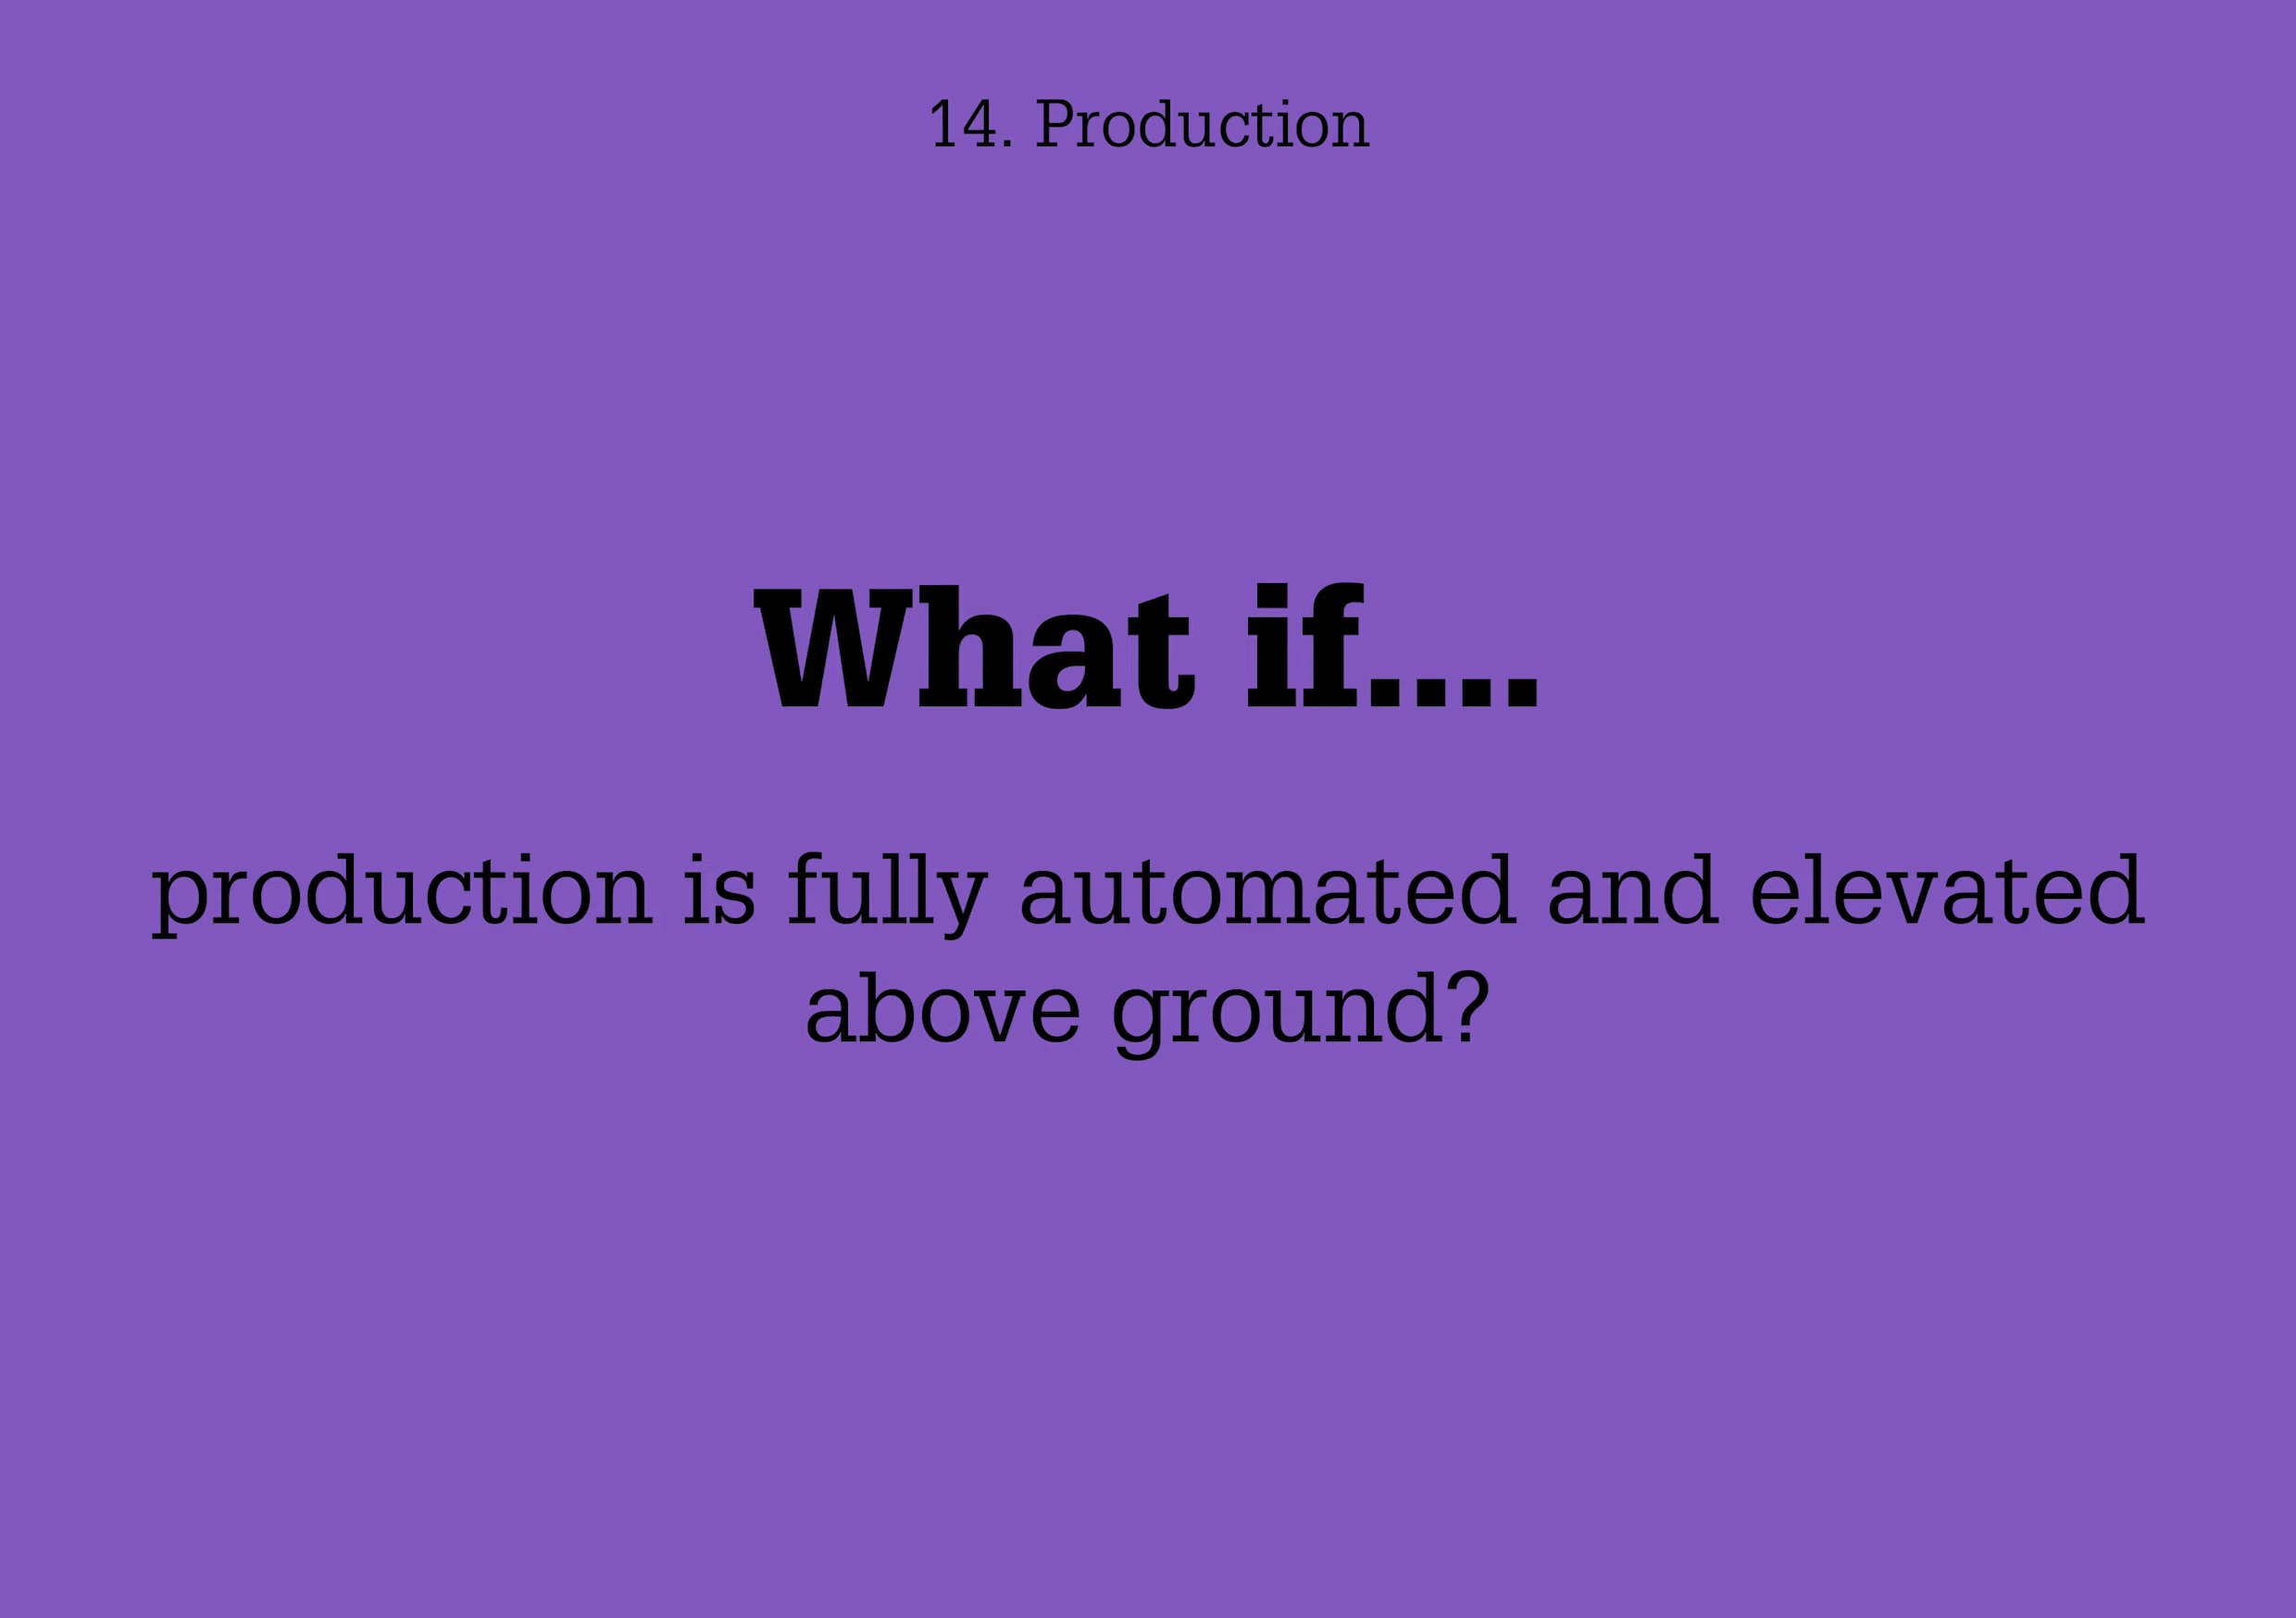 14. Production
What if....
production is fully automated and elevated
above ground?